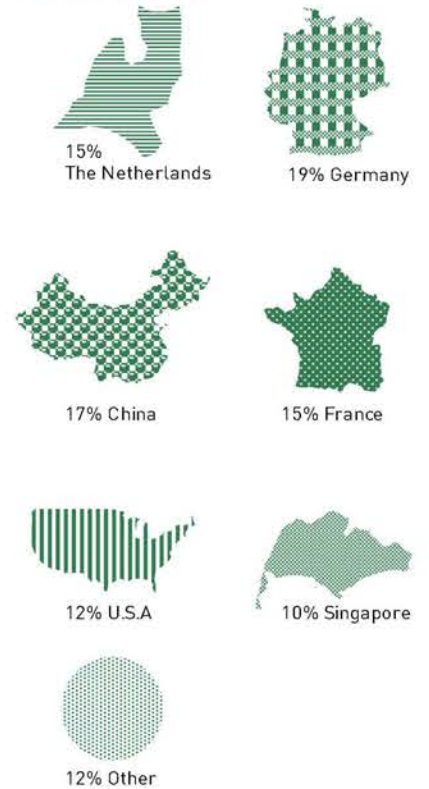 15%
The Netherlands
19% Germany
17% China
15% France
12% U.S.A
10% Singapore
12% Other